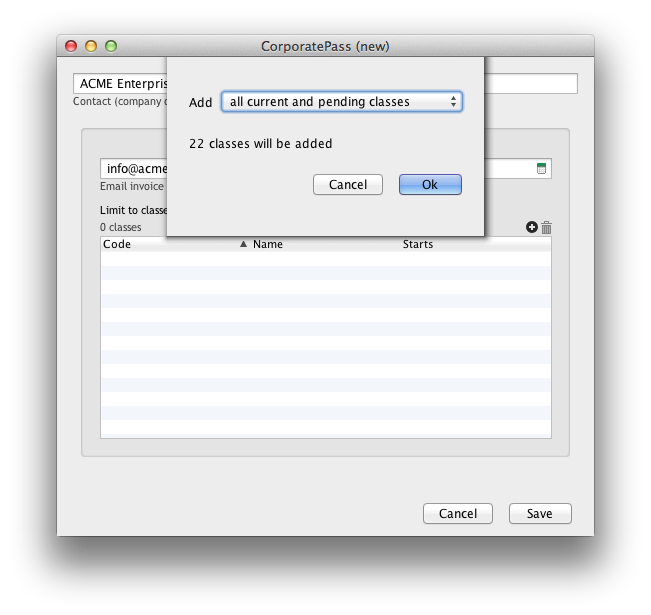 CorporatePass (new)
ACME Enterpris
Contact (company
Add all current and pending classes
22 classes will be added
Cancel Ok
info@acme
Email invoice
Limit to classe
0 classes
Code Name Starts
Cancel Save